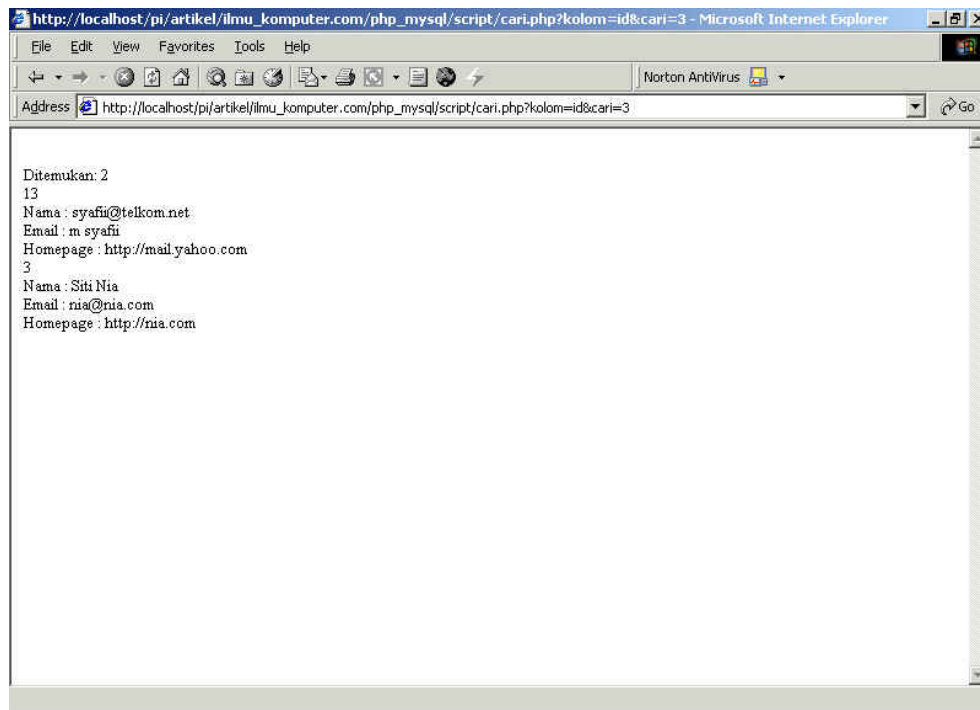 http://localhost/pi/artikel/ilmu_komputer.com/php_mysql/script/cari.php?kolom=id&cari=3 - Microsoft Internet Explorer
File Edit View Favorites Tools Help
Norton AntiVirus
Address http://localhost/pi/artikel/ilmu_komputer.com/php_mysql/script/cari.php?kolom=id&cari=3 Go
Ditemukan: 2
13
Nama : syafii@telkom.net
Email : m syafii
Homepage : http://mail.yahoo.com
3
Nama : Siti Nia
Email : nia@nia.com
Homepage : http://nia.com